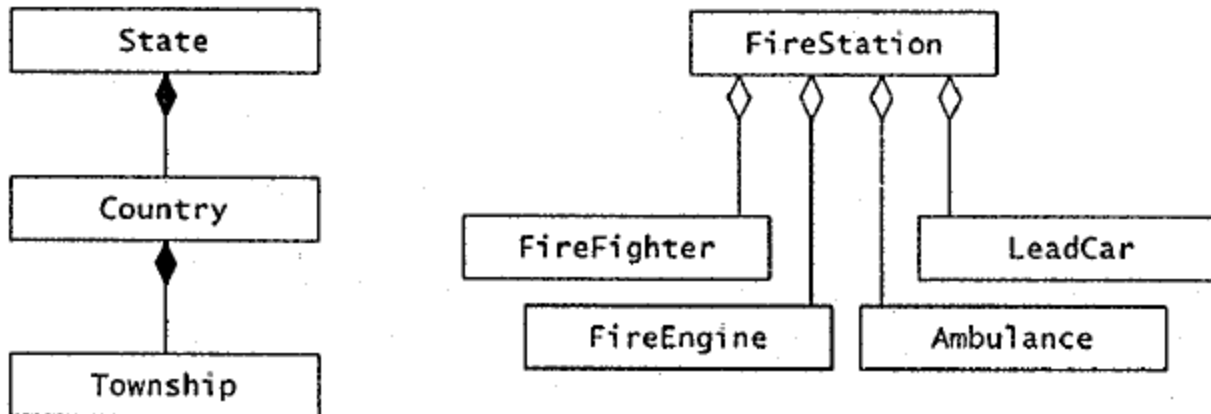 State
FireStation
Country
FireFighter
LeadCar
FireEngine
Ambulance
Township